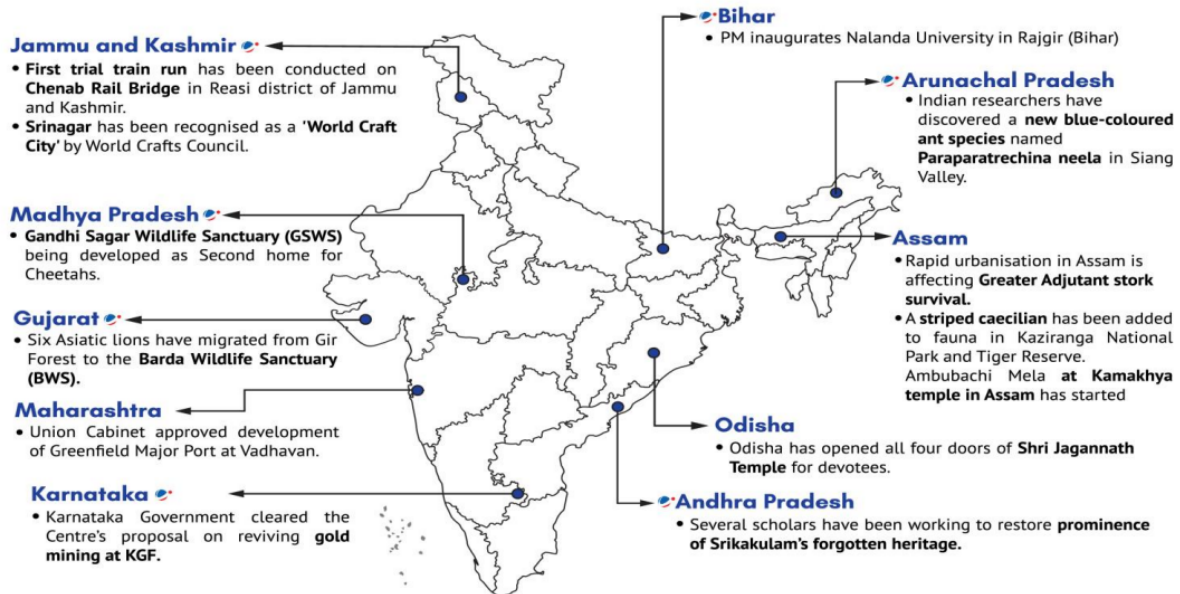 Jammu and Kashmir
• First trial train run has been conducted on
Chenab Rail Bridge in Reasi district of Jammu
and Kashmir.
• Srinagar has been recognised as a 'World Craft
City' by World Crafts Council.
Madhya Pradesh
• Gandhi Sagar Wildlife Sanctuary (GSWS)
being developed as Second home for
Cheetahs.
Gujarat
• Six Asiatic lions have migrated from Gir
Forest to the Barda Wildlife Sanctuary
(BWS).
Maharashtra
• Union Cabinet approved development
of Greenfield Major Port at Vadhavan.
Karnataka
• Karnataka Government cleared the
Centre's proposal on reviving gold
mining at KGF.
Bihar
• PM inaugurates Nalanda University in Rajgir (Bihar)
Arunachal Pradesh
• Indian researchers have
discovered a new blue-coloured
ant species named
Paraparatrechina neela in Siang
Valley.
Assam
• Rapid urbanisation in Assam is
affecting Greater Adjutant stork
survival.
• A striped caecilian has been added
to fauna in Kaziranga National
Park and Tiger Reserve.
Ambubachi Mela at Kamakhya
temple in Assam has started
Odisha
• Odisha has opened all four doors of Shri Jagannath
Temple for devotees.
Andhra Pradesh
• Several scholars have been working to restore prominence
of Srikakulam's forgotten heritage.